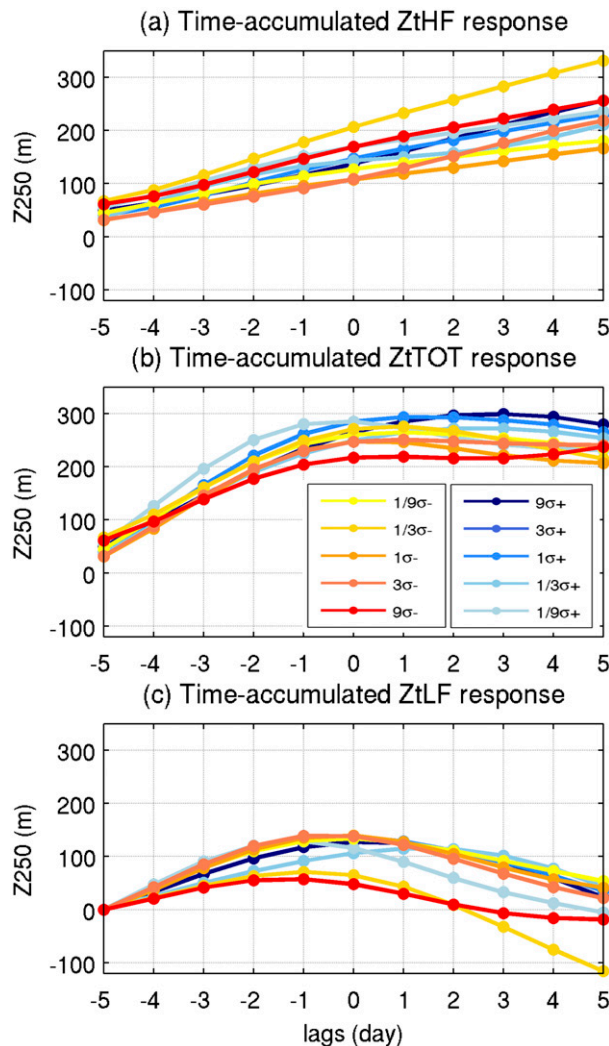 (a) Time-accumulated ZtHF response
300
200
100
0
-100
Z250 (m)
-5 -4 -3 -2 -1 0 1 2 3 4 5
(b) Time-accumulated ZtTOT response
300
200
100
0
-100
Z250 (m)
1/9σ- 9σ+
1/3σ- 3σ+
1σ- 1σ+
3σ- 1/3σ+
9σ- 1/9σ+
-5 -4 -3 -2 -1 0 1 2 3 4 5
(c) Time-accumulated ZtLF response
300
200
100
0
-100
Z250 (m)
-5 -4 -3 -2 -1 0 1 2 3 4 5
lags (day)